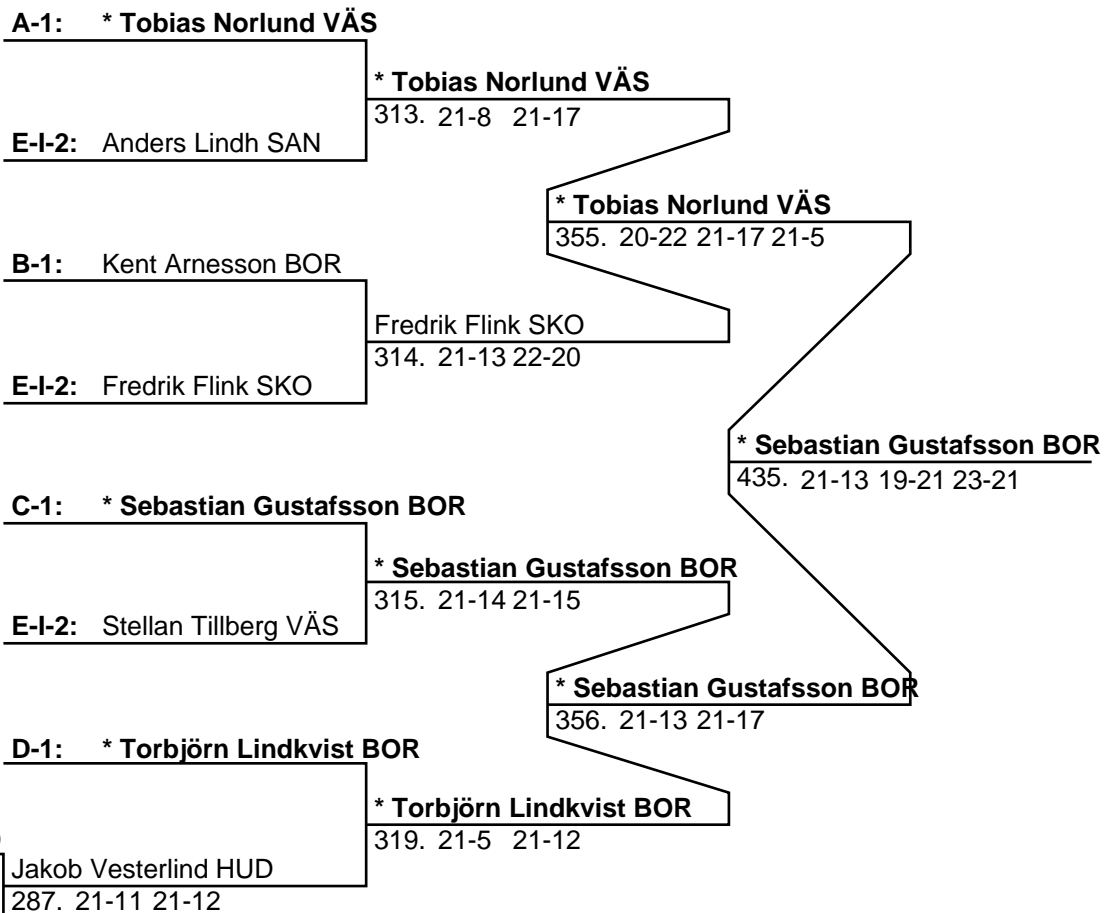 A-1: * Tobias Norlund VÄS
* Tobias Norlund VÄS
313. 21-8 21-17
E-I-2: Anders Lindh SAN
* Tobias Norlund VÄS
355. 20-22 21-17 21-5
B-1: Kent Arnesson BOR
Fredrik Flink SKO
314. 21-13 22-20
E-I-2: Fredrik Flink SKO
* Sebastian Gustafsson BOR
435. 21-13 19-21 23-21
C-1: * Sebastian Gustafsson BOR
* Sebastian Gustafsson BOR
315. 21-14 21-15
E-I-2: Stellan Tillberg VÄS
* Sebastian Gustafsson BOR
356. 21-13 21-17
D-1: * Torbjörn Lindkvist BOR
* Torbjörn Lindkvist BOR
319. 21-5 21-12
Jakob Vesterlind HUD
287. 21-11 21-12